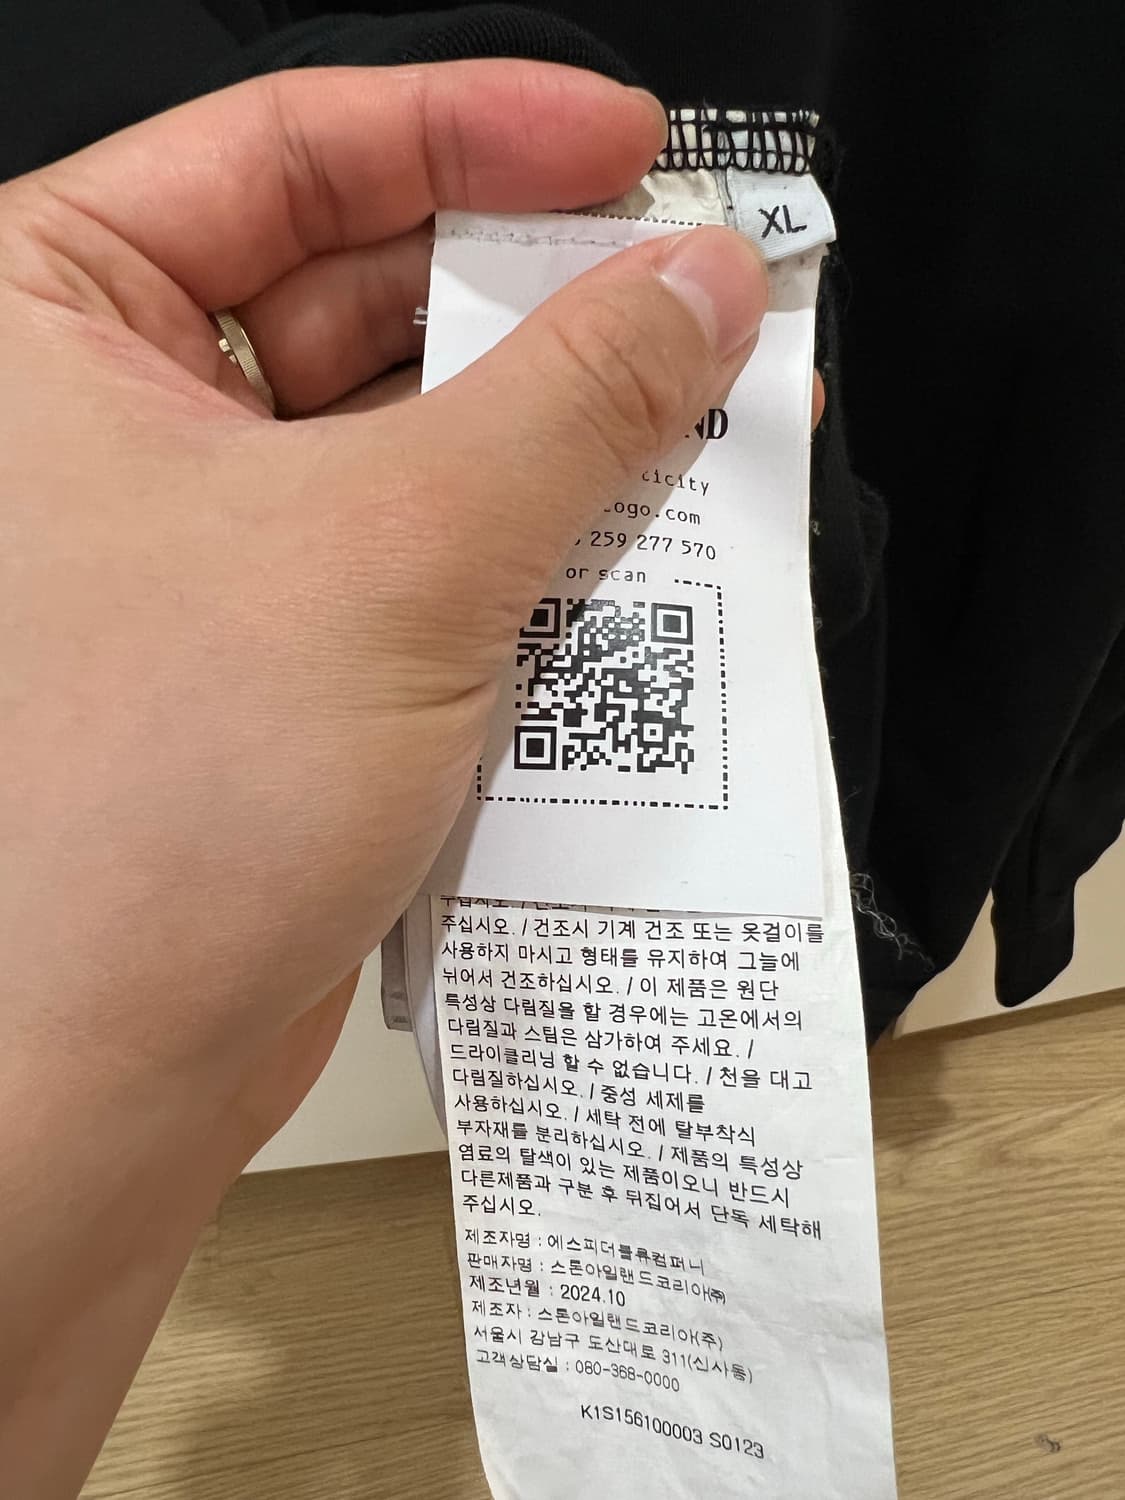 XL
ND
ticity
Logo.com
259 277 570
or scan
주십시오. / 건조시 기계 건조 또는 옷걸이를
사용하지 마시고 형태를 유지하여 그늘에
뉘어서 건조하십시오. / 이 제품은 원단
특성상 다림질을 할 경우에는 고온에서의
다림질과 스팀은 삼가하여 주세요. /
드라이클리닝 할 수 없습니다. / 천을 대고
다림질하십시오. / 중성 세제를
사용하십시오. / 세탁 전에 탈부착식
부자재를 분리하십시오. / 제품의 특성상
염료의 탈색이 있는 제품이오니 반드시
다른제품과 구분 후 뒤집어서 단독 세탁해
주십시오.
제조자명 : 에스피더블류컴퍼니
판매자명 : 스톤아일랜드코리아㈜
제조년월 : 2024.10
제조자 : 스톤아일랜드코리아(주)
서울시 강남구 도산대로 311(신사동)
고객상담실 : 080-368-0000
K1S156100003 S0123